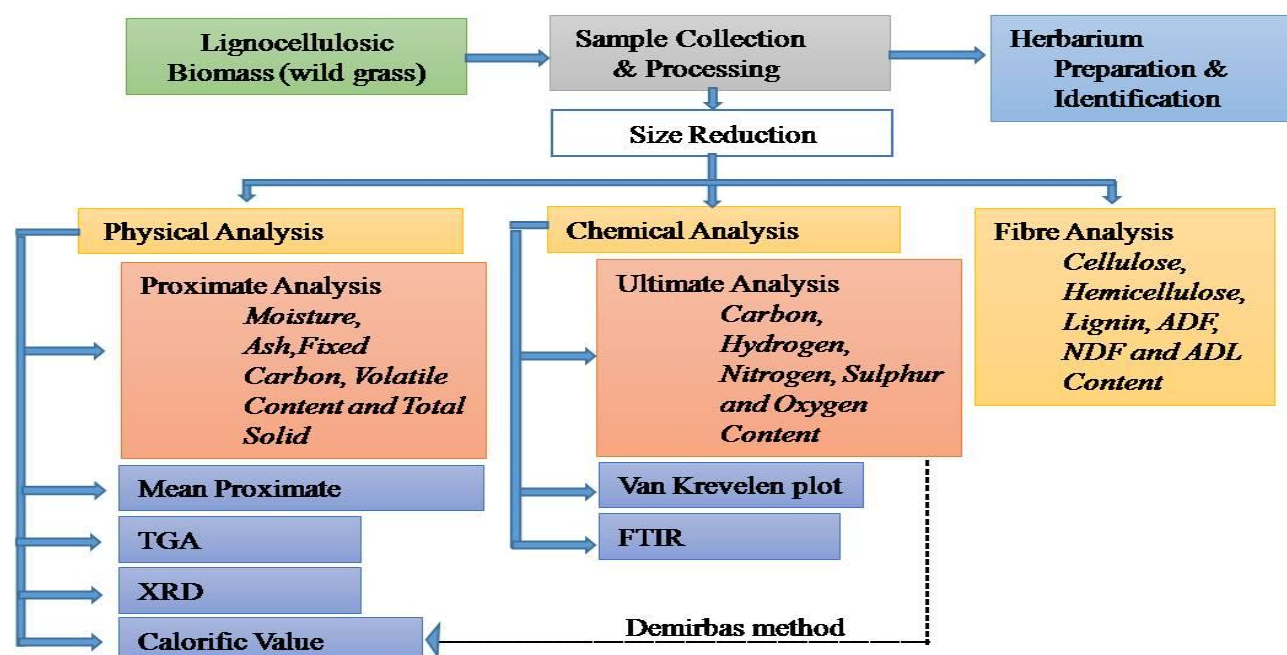 Lignocellulosic
Biomass (wild grass)
Sample Collection
& Processing
Herbarium
Preparation &
Identification
Size Reduction
Physical Analysis
Proximate Analysis
Moisture,
Ash,Fixed
Carbon, Volatile
Content and Total
Solid
Mean Proximate
TGA
XRD
Calorific Value
Chemical Analysis
Ultimate Analysis
Carbon,
Hydrogen,
Nitrogen, Sulphur
and Oxygen
Content
Van Krevelen plot
FTIR
Demirbas method
Fibre Analysis
Cellulose,
Hemicellulose,
Lignin, ADF,
NDF and ADL
Content